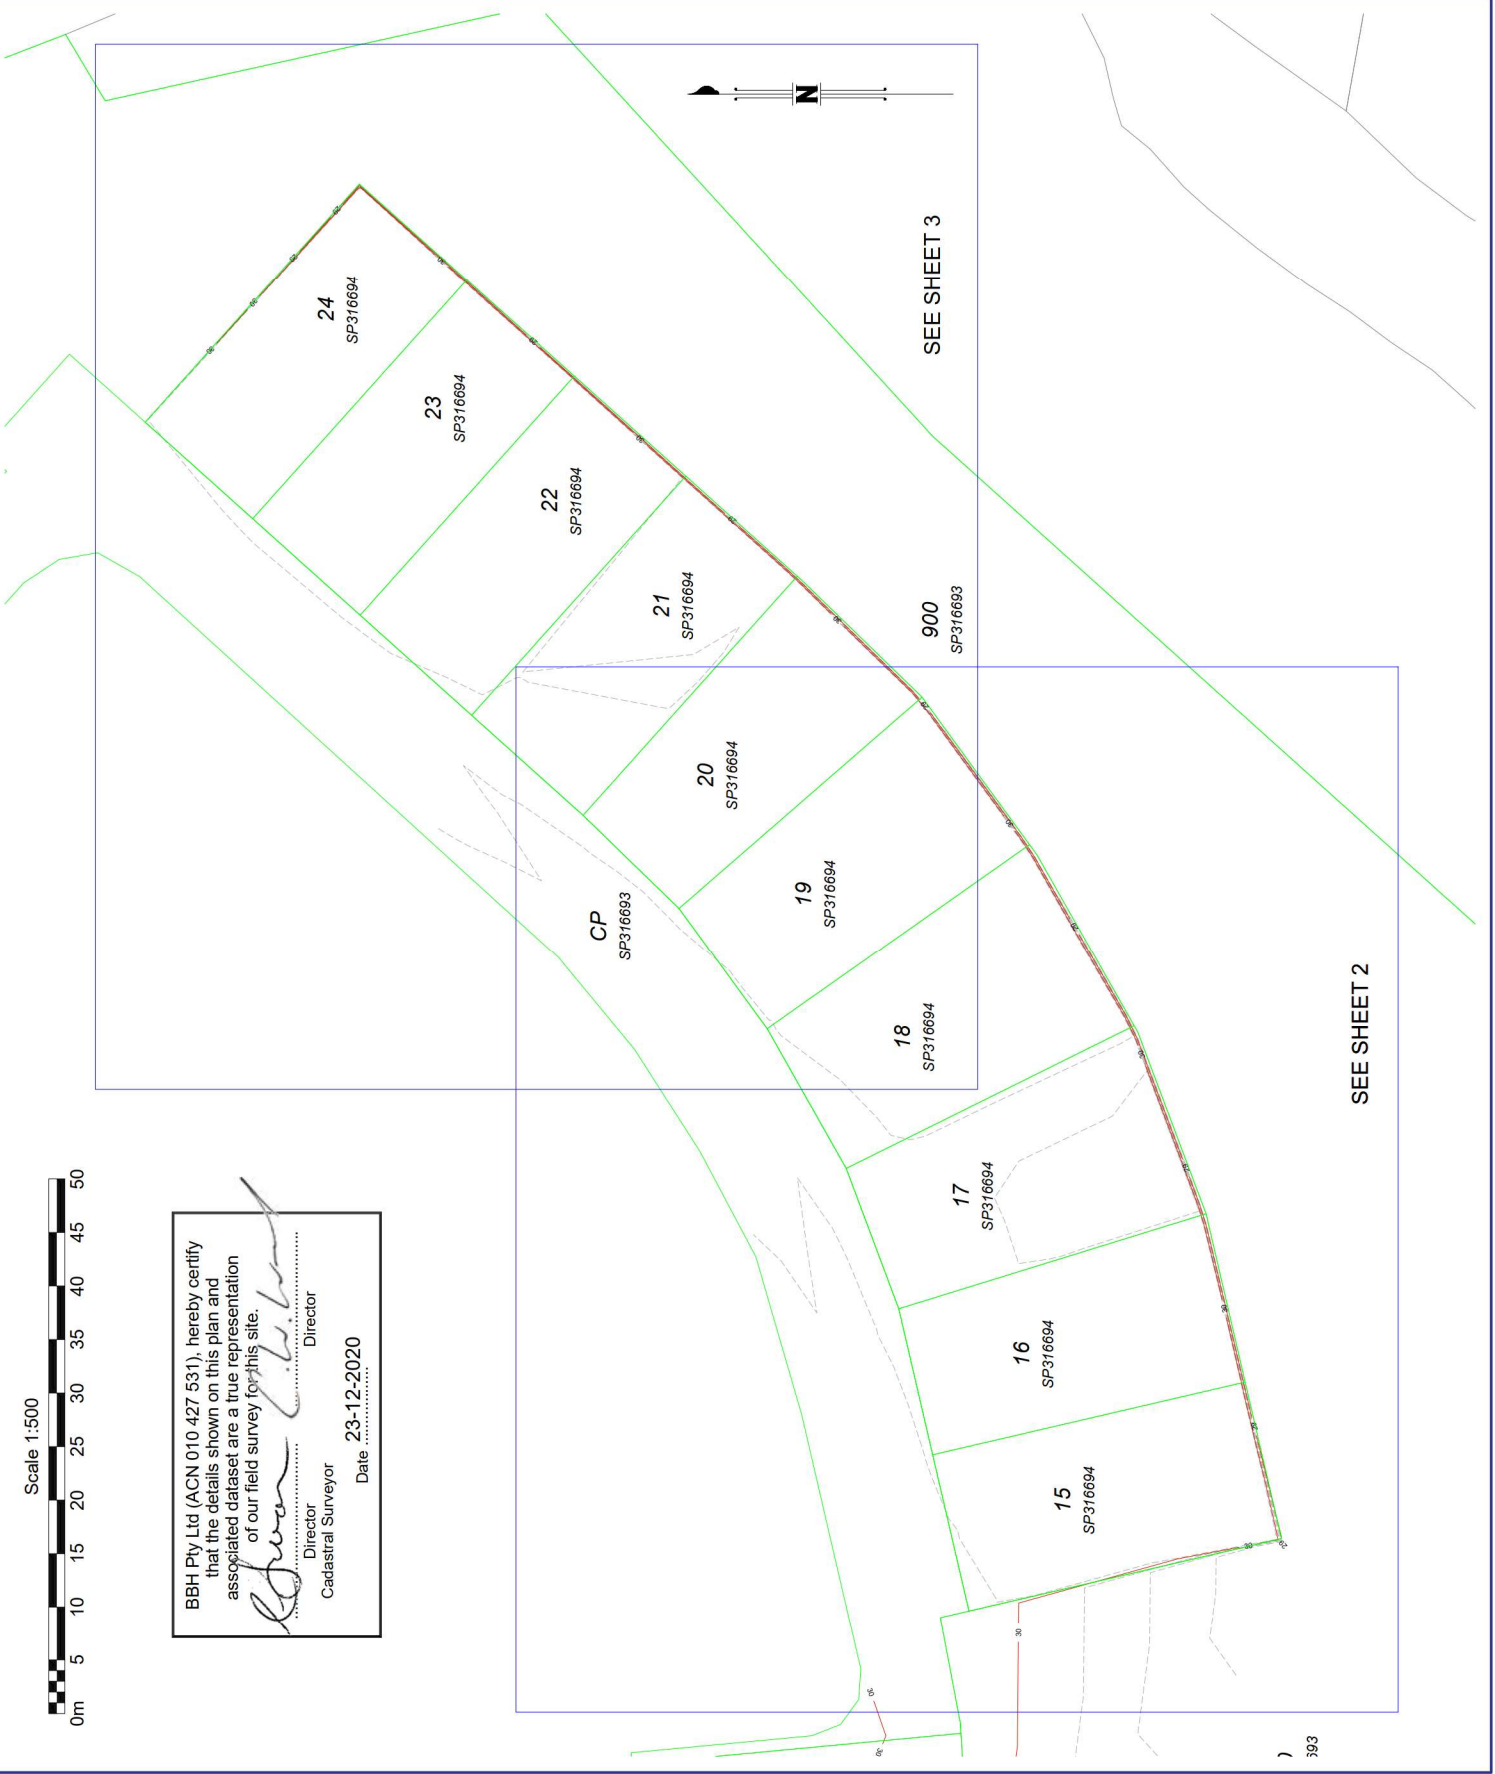 Scale 1:500
0m 5 10 15 20 25 30 35 40 45 50
BBH Pty Ltd (ACN 010 427 531), hereby certify
that the details shown on this plan and
associated dataset are a true representation
of our field survey for this site.
Director Director
Cadastral Surveyor
Date 23-12-2020
N
SEE SHEET 3
SEE SHEET 2
24
SP316694
23
SP316694
22
SP316694
21
SP316694
20
SP316694
19
SP316694
18
SP316694
17
SP316694
16
SP316694
15
SP316694
900
SP316693
CP
SP316693
30
30
30
693